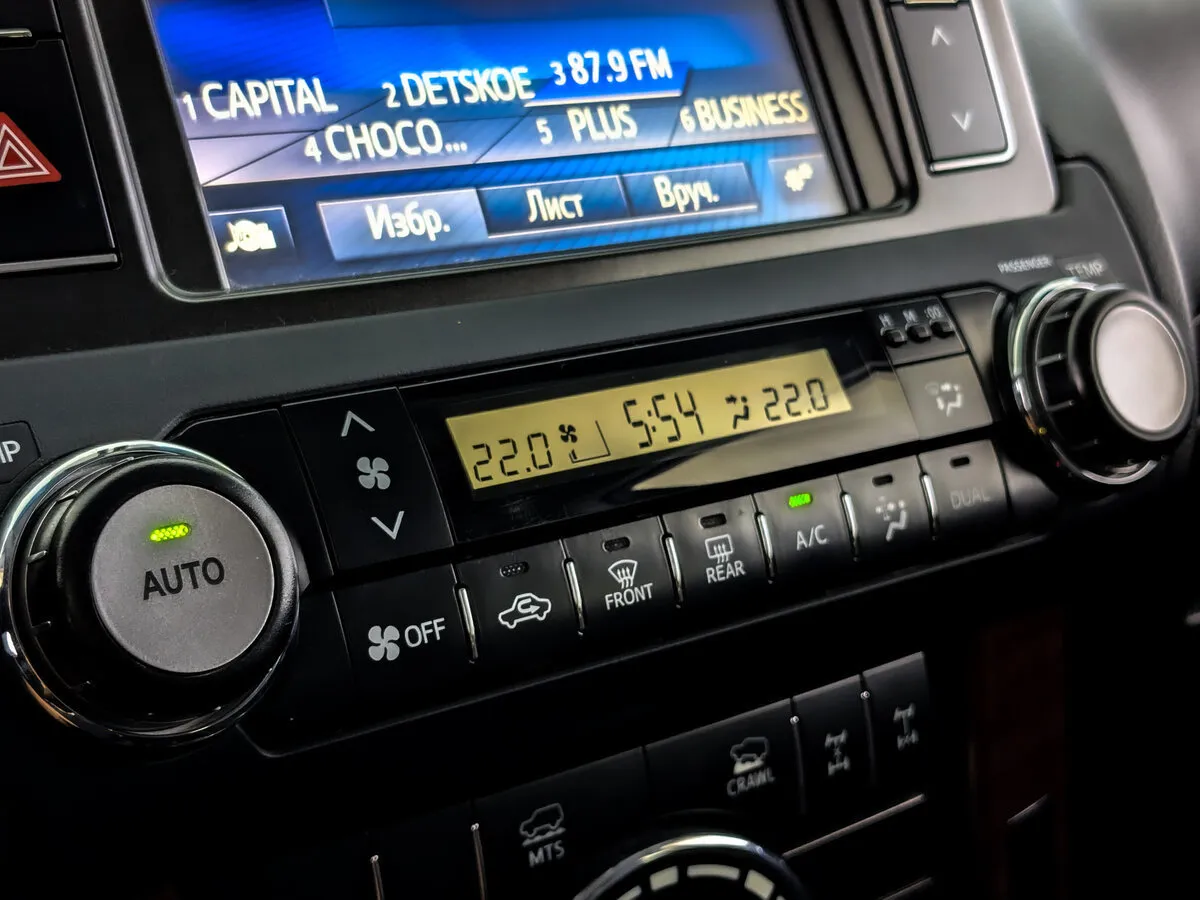 1 CAPITAL 2 DETSKOE 3 87.9 FM
4 CHOCO... 5 PLUS 6 BUSINESS
Избр. Лист Вруч.
PASSENGER TEMP
22.0 5:54 22.0
AUTO
OFF
FRONT
REAR
A/C
DUAL
MTS
CRAWL